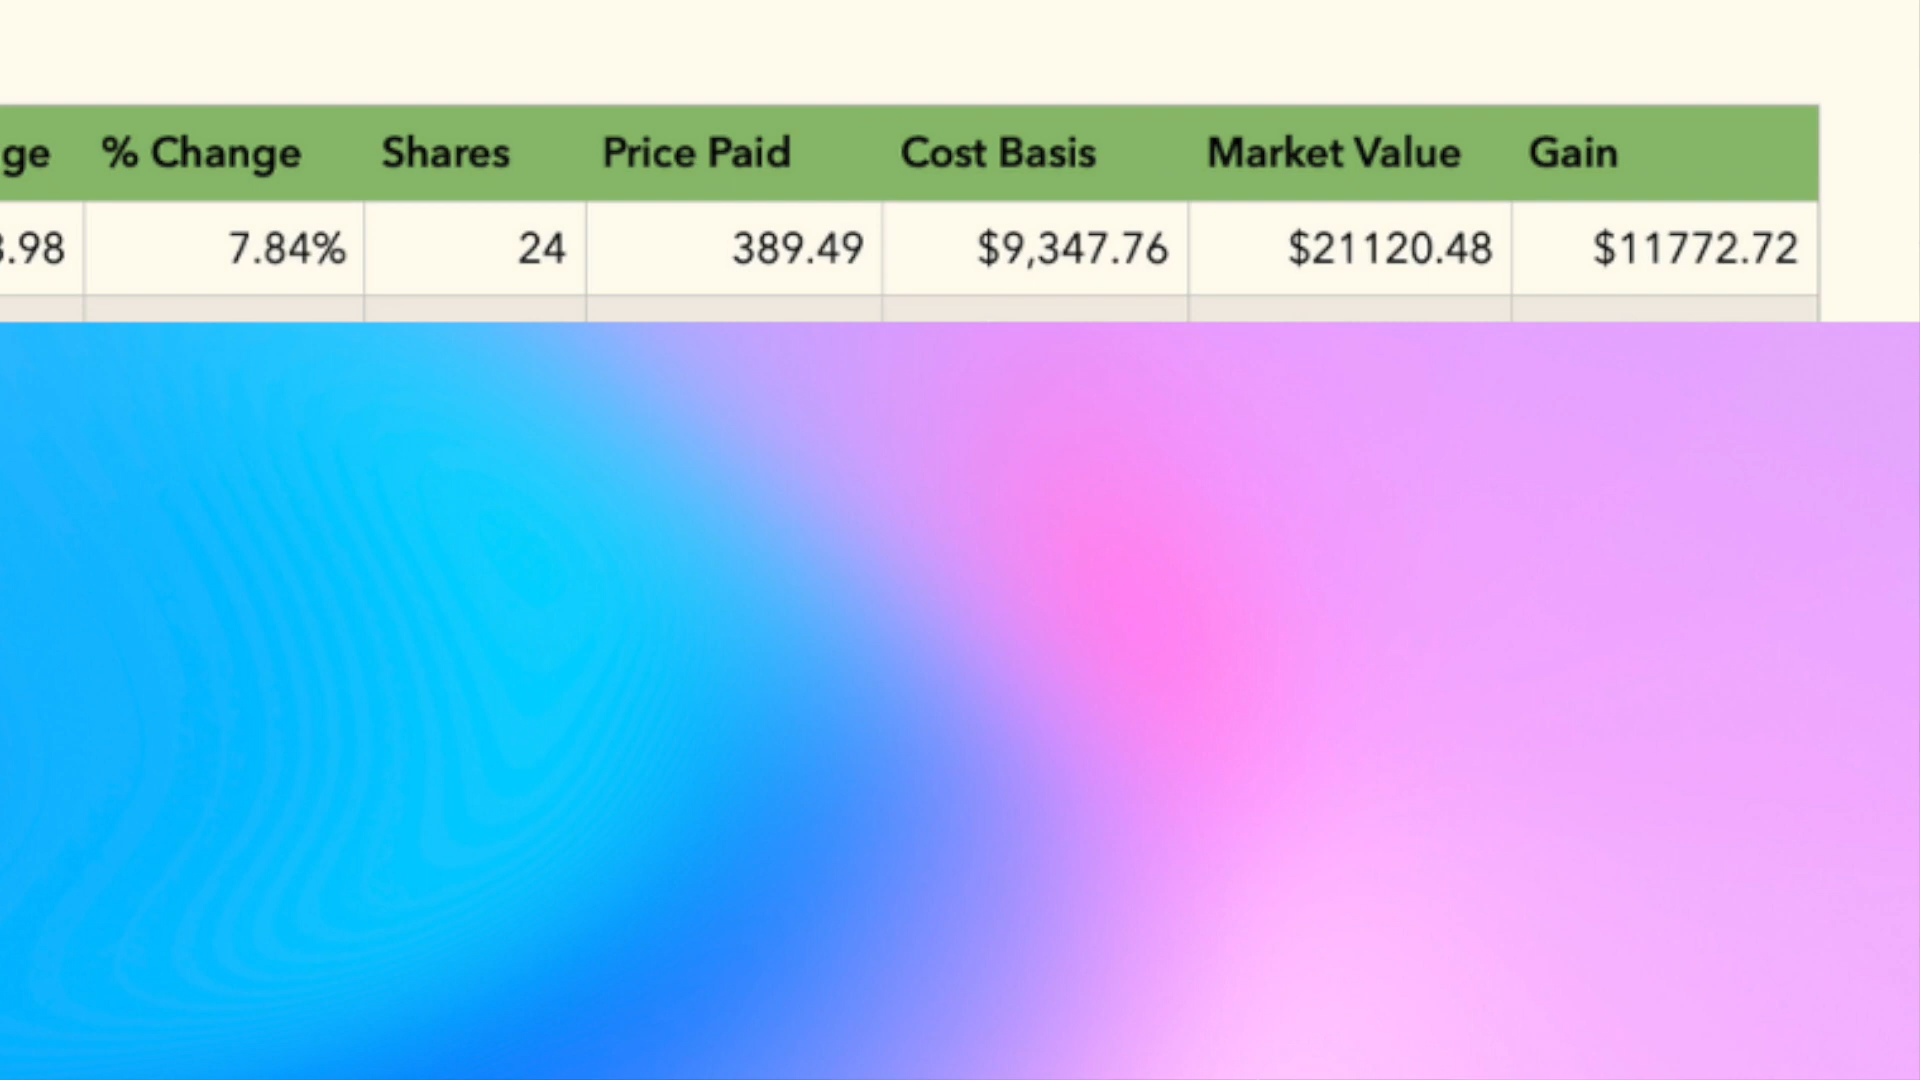 ge % Change Shares Price Paid Cost Basis Market Value Gain
.98 7.84% 24 389.49 $9,347.76 $21120.48 $11772.72